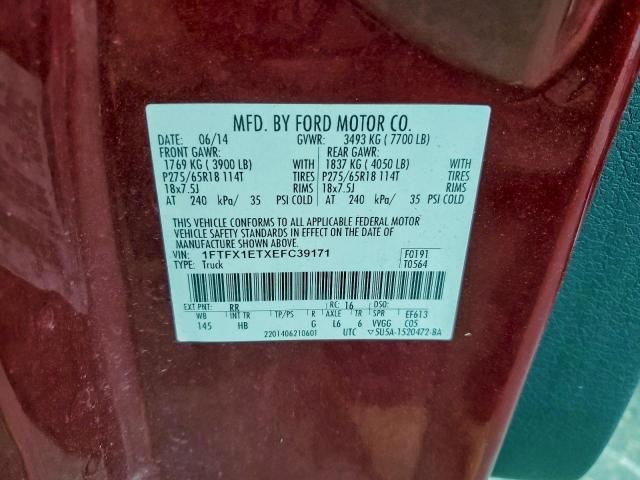 MFD. BY FORD MOTOR CO.
DATE: 06/14 GVWR: 3493 KG ( 7700 LB)
FRONT GAWR: REAR GAWR:
1769 KG ( 3900 LB) WITH 1837 KG ( 4050 LB) WITH
P275/65R18 114T TIRES P275/65R18 114T TIRES
18x7.5J RIMS 18x7.5J RIMS
AT 240 kPa/ 35 PSI COLD AT 240 kPa/ 35 PSI COLD
THIS VEHICLE CONFORMS TO ALL APPLICABLE FEDERAL MOTOR
VEHICLE SAFETY AND BUMPER STANDARDS IN EFFECT ON THE DATE OF
MANUFACTURE SHOWN ABOVE.
VIN: 1FTFX1ETXEFC39171 F0191
TYPE: Truck T0564
EXT PNT: RR RC: 16 DSO:
WB INT TR TP/PS R AXLE TR SPR EF613
145 HB G L6 6 VVGG C05
2201406210601 UTC ▽5U5A-1520472-BA